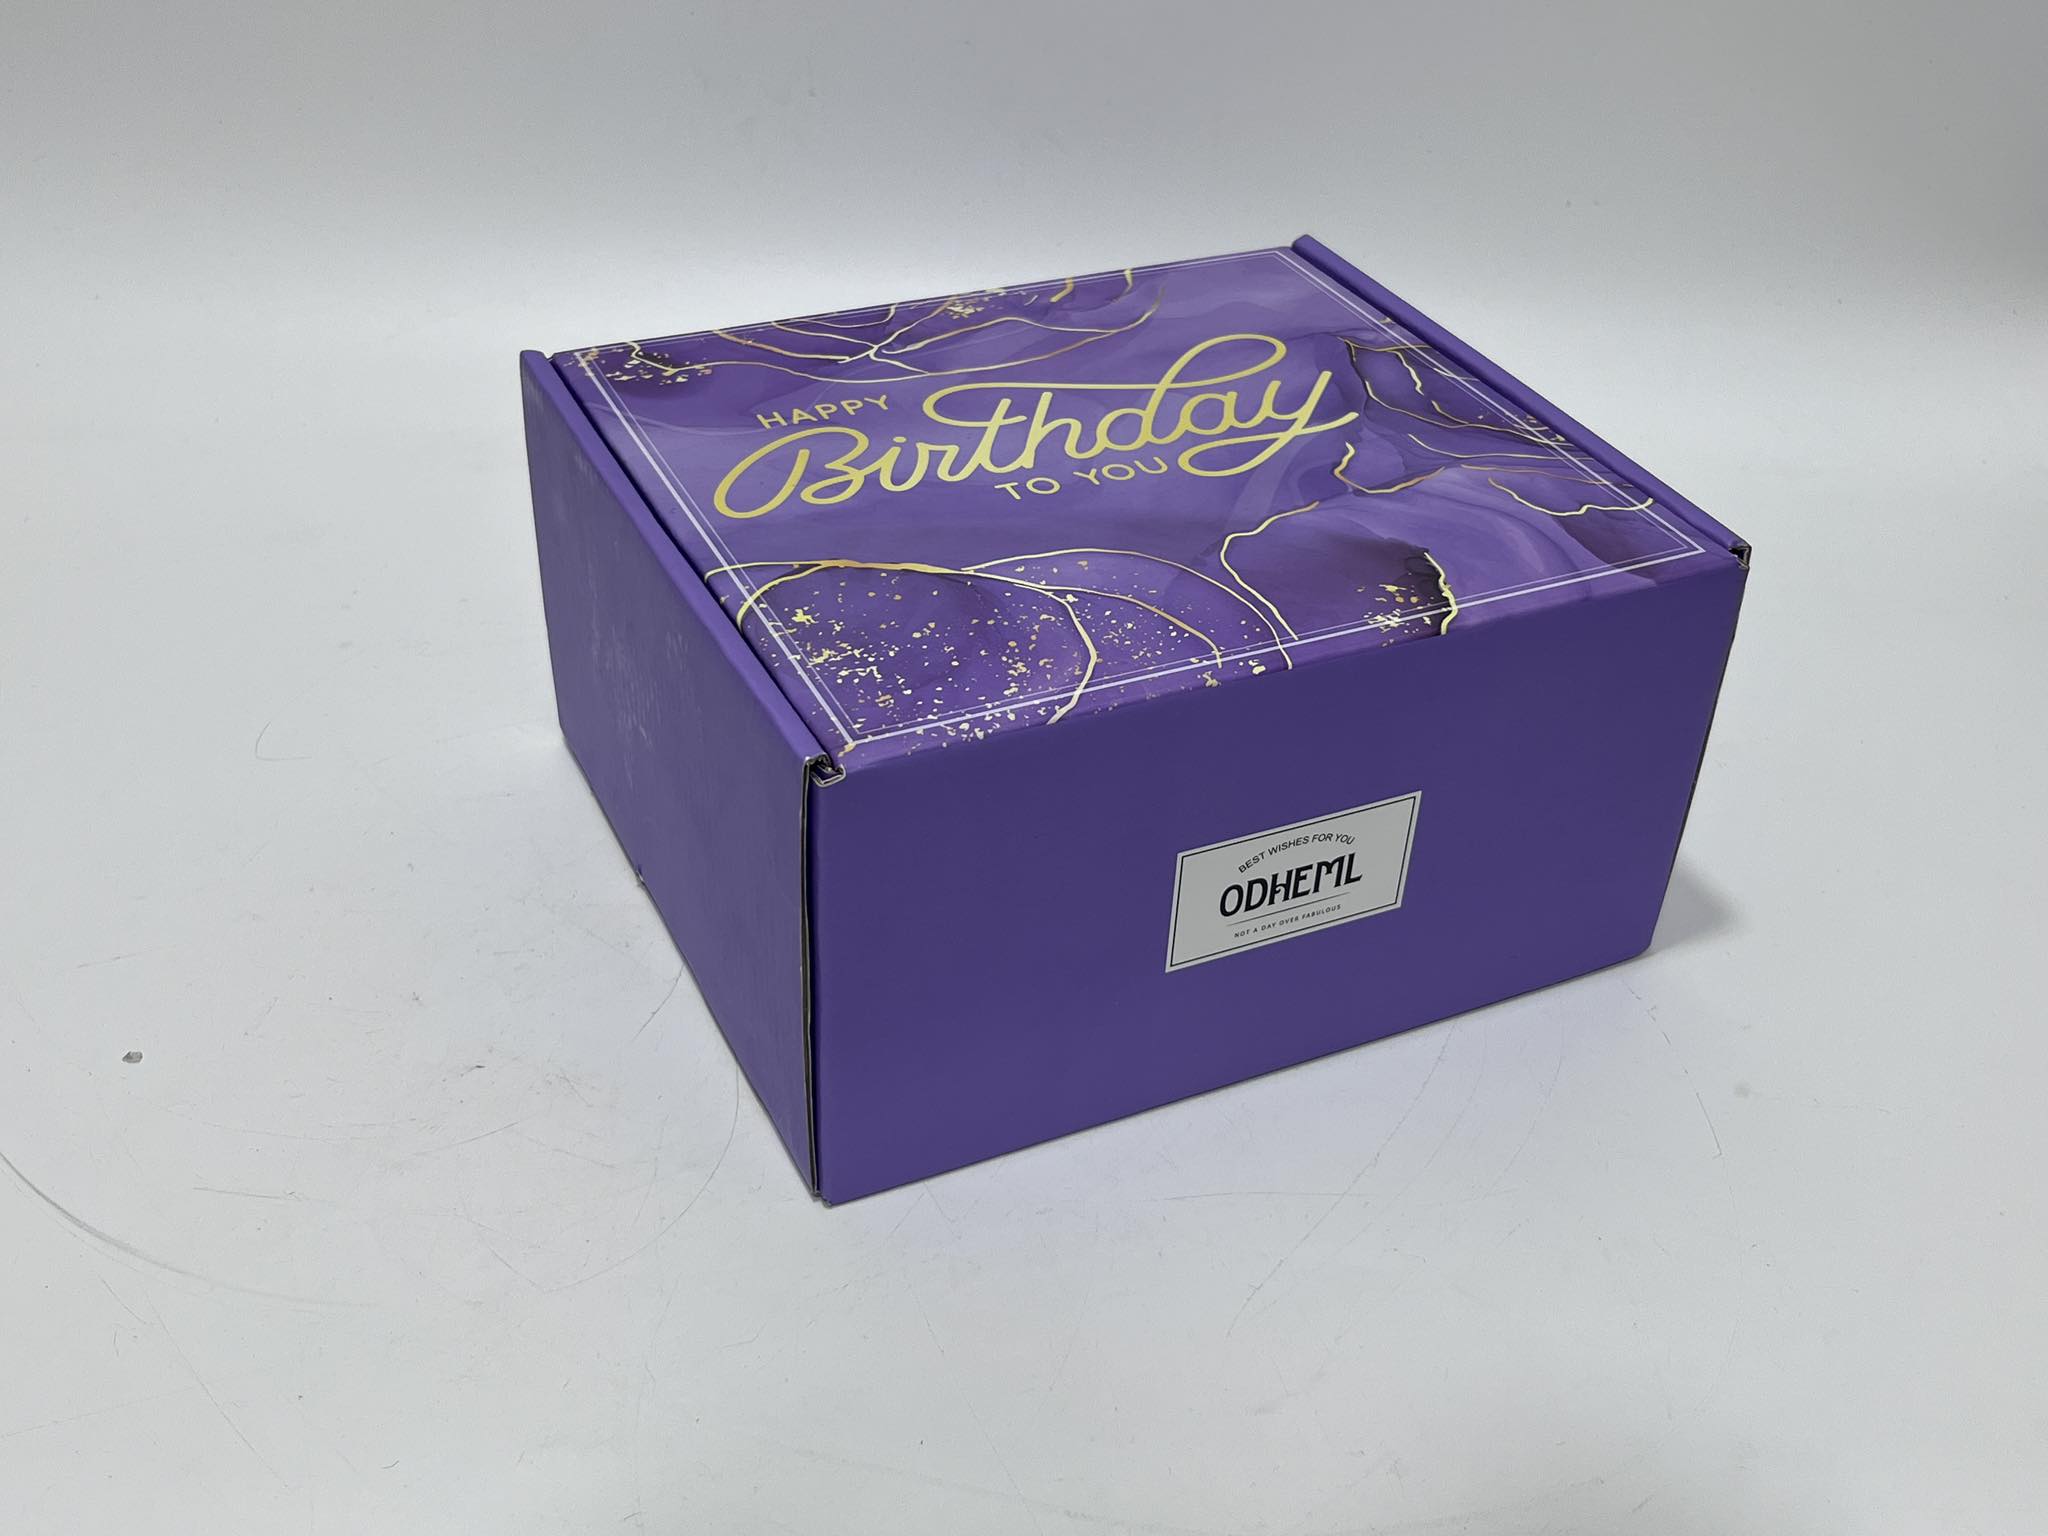 HAPPY
Birthday
TO YOU
BEST WISHES FOR YOU
ODHEML
NOT A DAY OVER FABULOUS